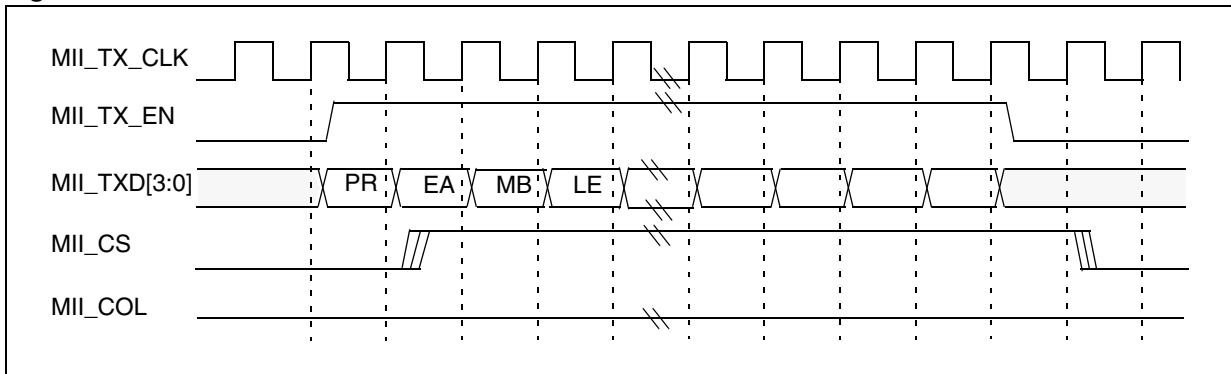 MII_TX_CLK
MII_TX_EN
MII_TXD[3:0] PR EA MB LE
MII_CS
MII_COL